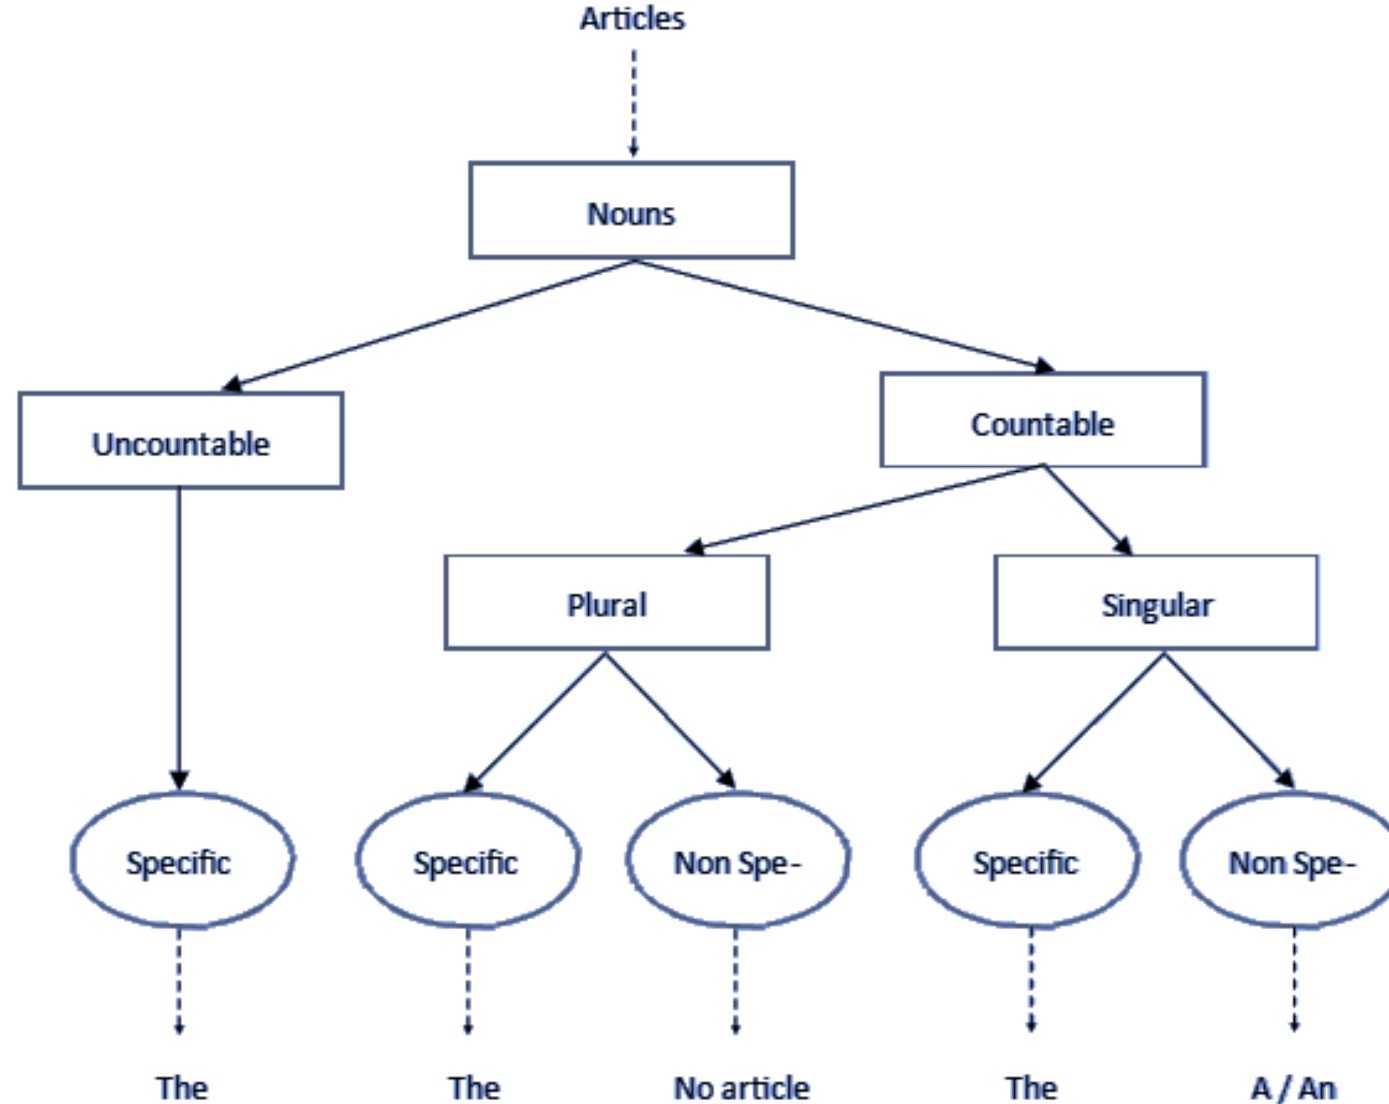 Articles
Nouns
Uncountable
Countable
Plural
Singular
Specific
Specific
Non Spe-
Specific
Non Spe-
The
The
No article
The
A / An